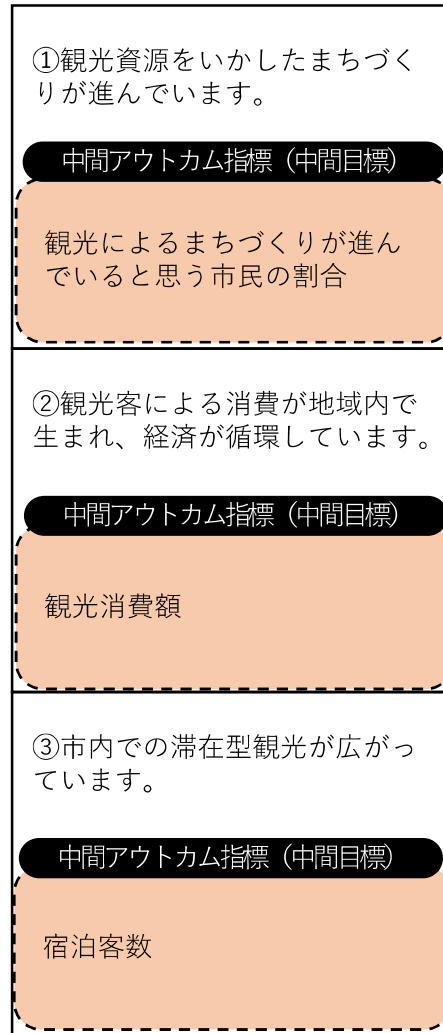 ①観光資源をいかしたまちづく
りが進んでいます。
中間アウトカム指標（中間目標）
観光によるまちづくりが進ん
でいると思う市民の割合
②観光客による消費が地域内で
生まれ、経済が循環しています。
中間アウトカム指標（中間目標）
観光消費額
③市内での滞在型観光が広がっ
ています。
中間アウトカム指標（中間目標）
宿泊客数